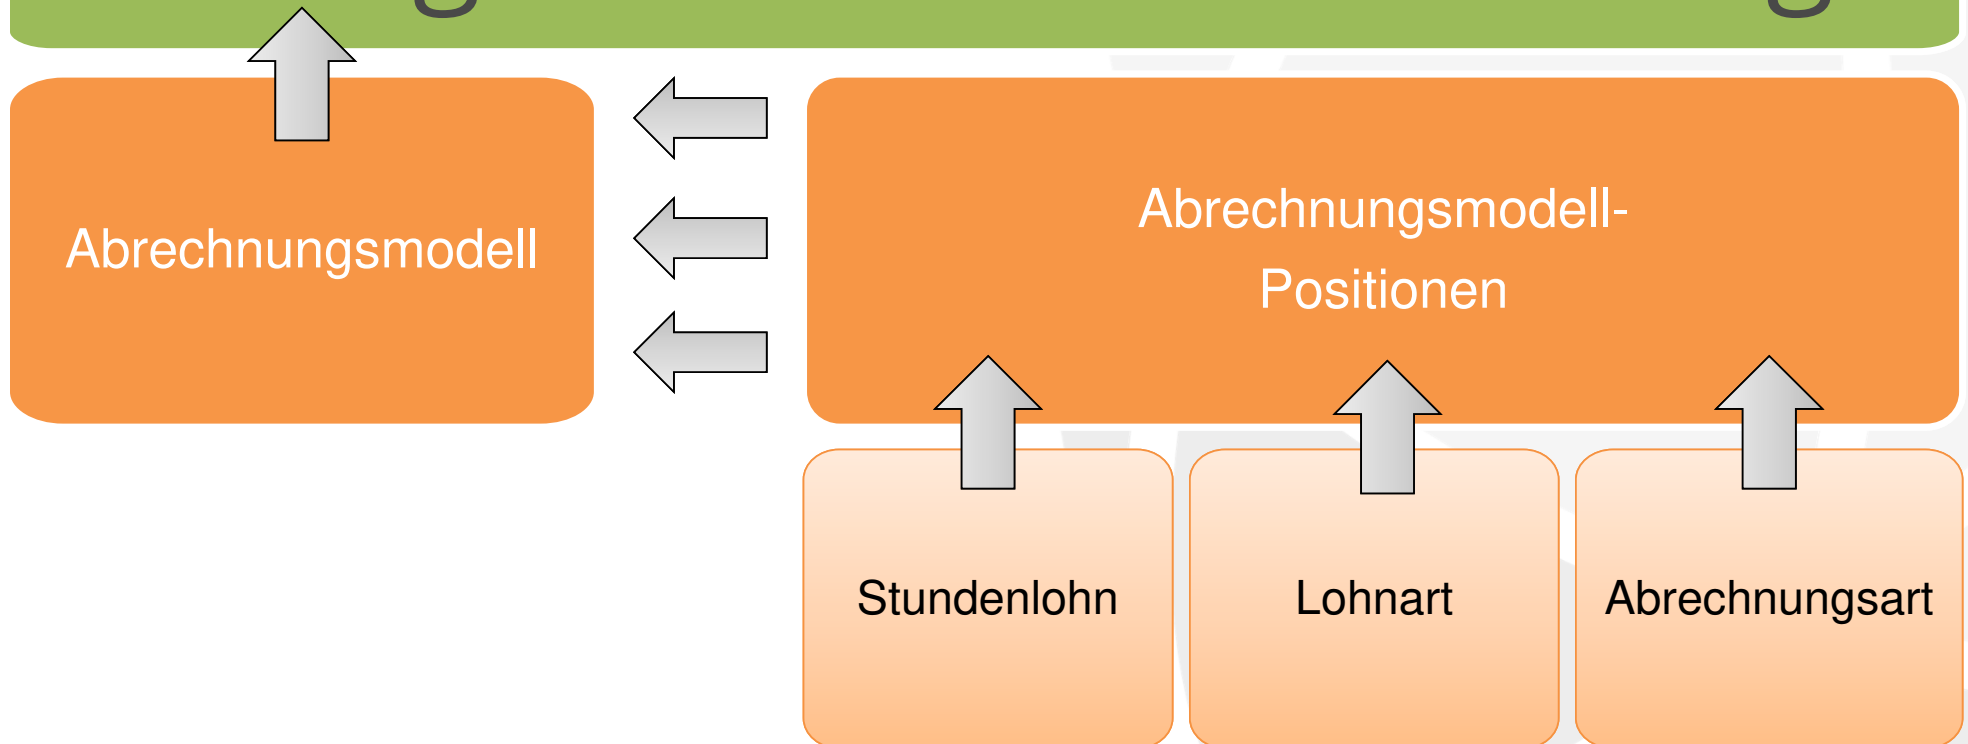 Abrechnungsmodell
Abrechnungsmodell-
Positionen
Stundenlohn
Lohnart
Abrechnungsart